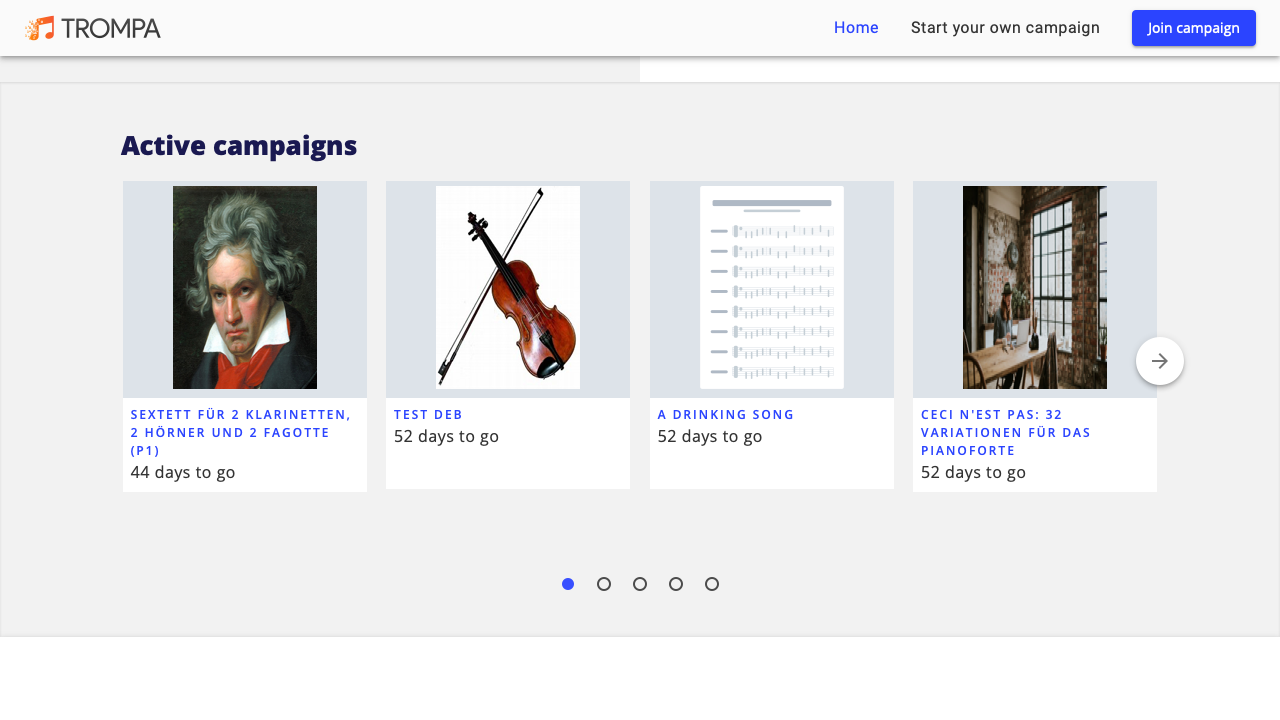 TROMPA
Home
Start your own campaign
Join campaign
Active campaigns
SEXTETT FÜR 2 KLARINETTEN,
2 HÖRNER UND 2 FAGOTTE
(P1)
44 days to go
TEST DEB
52 days to go
A DRINKING SONG
52 days to go
CECI N'EST PAS: 32
VARIATIONEN FÜR DAS
PIANOFORTE
52 days to go